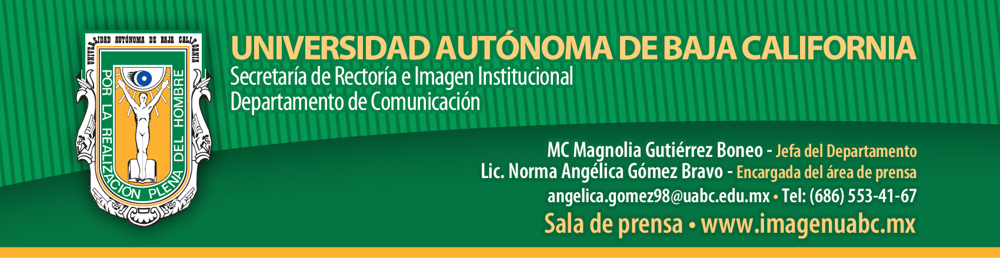 UNIVERSIDAD AUTÓNOMA DE BAJA CALIFORNIA
POR LA REALIZACIÓN PLENA DEL HOMBRE
UNIVERSIDAD AUTÓNOMA DE BAJA CALIFORNIA
Secretaría de Rectoría e Imagen Institucional
Departamento de Comunicación
MC Magnolia Gutiérrez Boneo - Jefa del Departamento
Lic. Norma Angélica Gómez Bravo - Encargada del área de prensa
angelica.gomez98@uabc.edu.mx • Tel: (686) 553-41-67
Sala de prensa • www.imagenuabc.mx